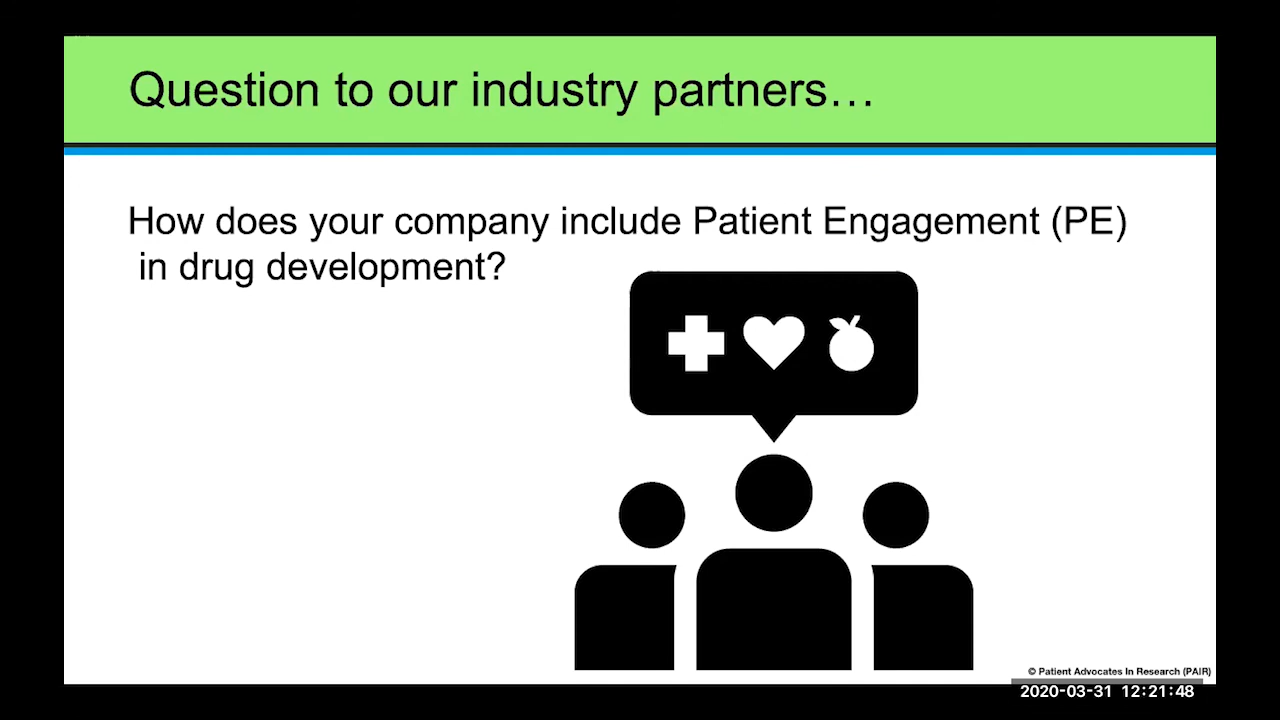 Question to our industry partners…
How does your company include Patient Engagement (PE)
in drug development?
© Patient Advocates In Research (PAIR)
2020-03-31 12:21:48